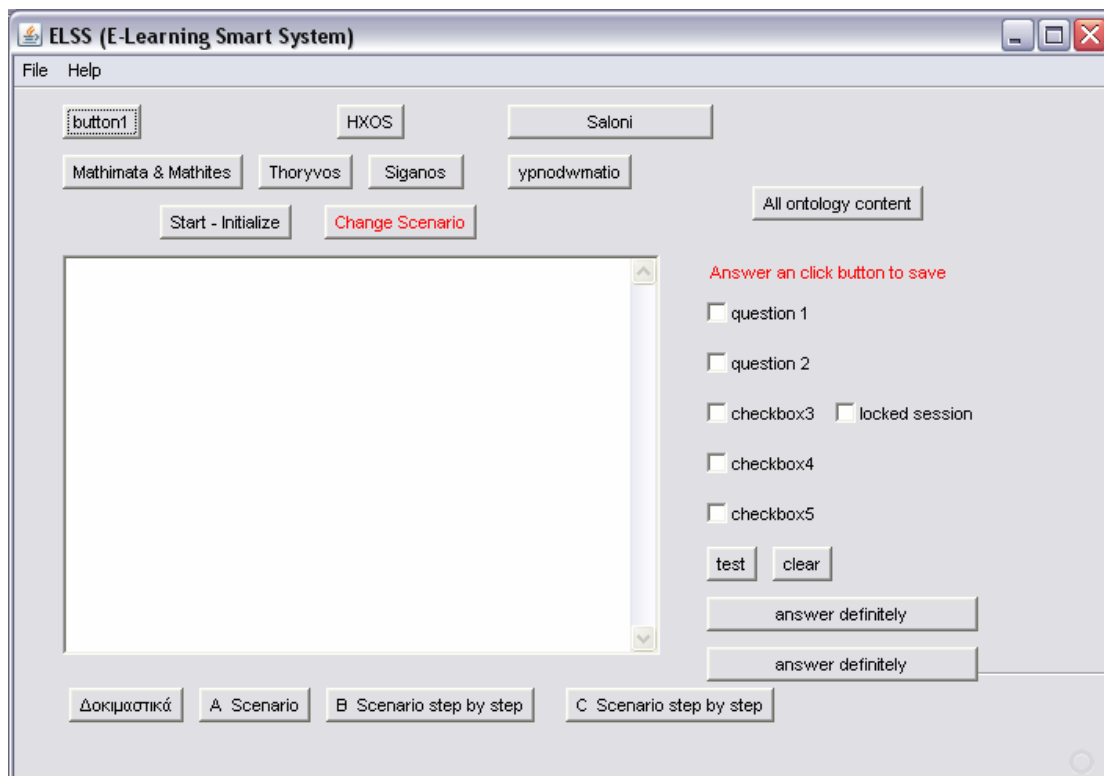 ELSS (E-Learning Smart System)
File Help
button1 HXOS Saloni
Mathimata & Mathites Thoryvos Siganos ypnodwmatio
All ontology content
Start - Initialize Change Scenario
Answer an click button to save
question 1
question 2
checkbox3 locked session
checkbox4
checkbox5
test clear
answer definitely
answer definitely
Δοκιμαστικά A Scenario B Scenario step by step C Scenario step by step